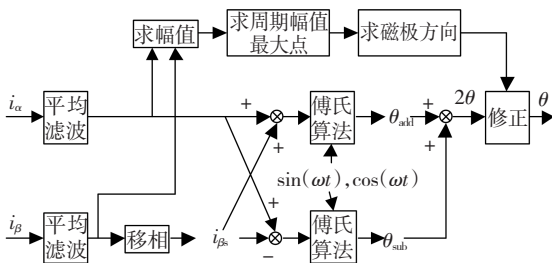 求幅值
求周期幅值
最大点
求磁极方向
iα
平均
滤波
+
+
傅氏
算法
θadd
+
+
2θ
修正
θ
sin(ωt),cos(ωt)
iβ
平均
滤波
移相
iβs
+
−
傅氏
算法
θsub